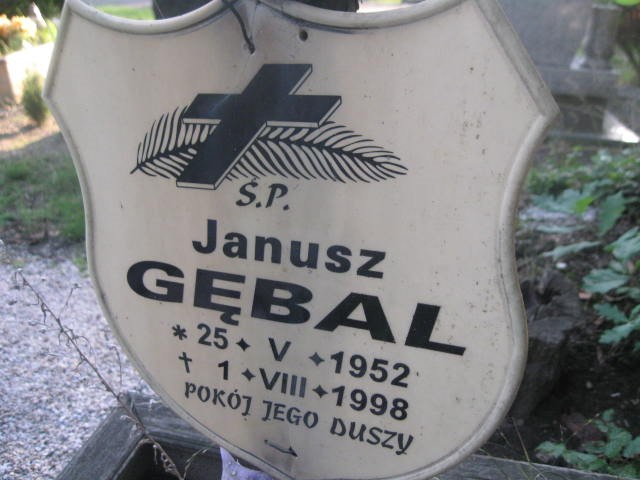 Ś.P.
Janusz
GĘBAL
* 25 ✦ V ✦ 1952
† 1 ✦ VIII ✦ 1998
POKÓJ JEGO DUSZY